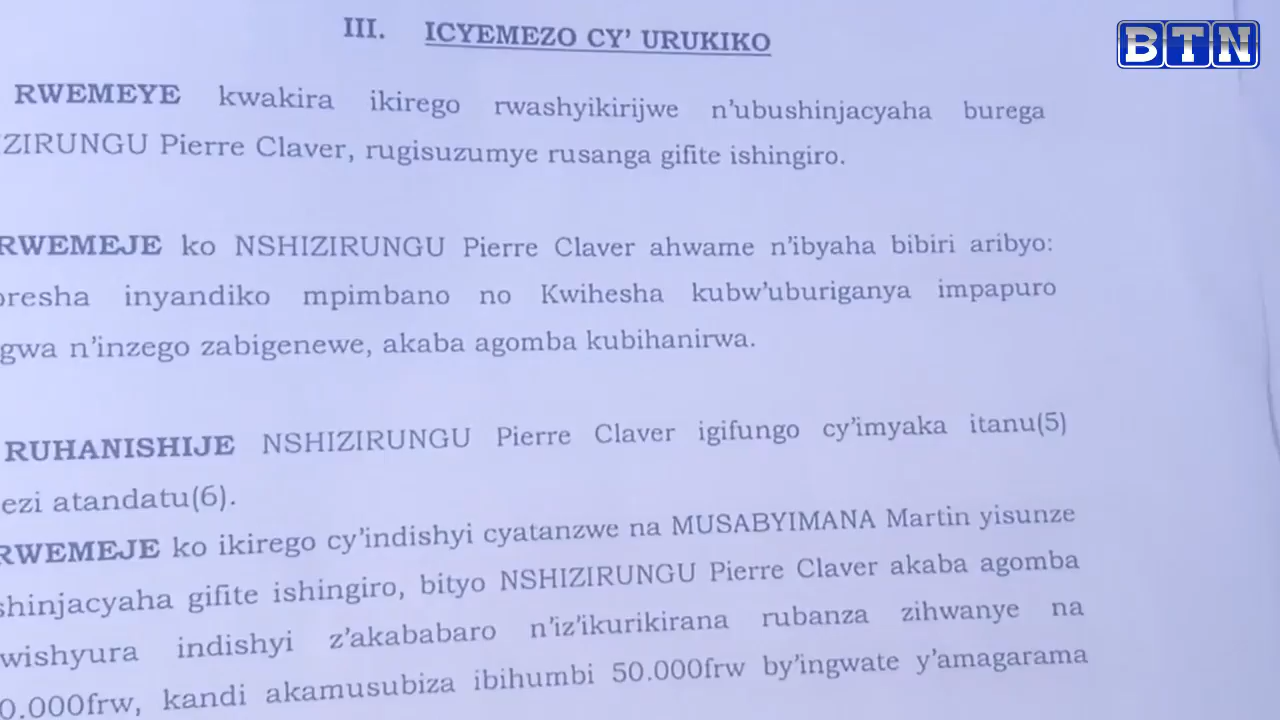 BTN
III. ICYEMEZO CY’ URUKIKO
RWEMEYE kwakira ikirego rwashyikirijwe n’ubushinjacyaha burega
IZIRUNGU Pierre Claver, rugisuzumye rusanga gifite ishingiro.
RWEMEJE ko NSHIZIRUNGU Pierre Claver ahwame n’ibyaha bibiri aribyo:
oresha inyandiko mpimbano no Kwihesha kubw’uburiganya impapuro
gwa n’inzego zabigenewe, akaba agomba kubihanirwa.
RUHANISHIJE NSHIZIRUNGU Pierre Claver igifungo cy’imyaka itanu(5)
ezi atandatu(6).
RWEMEJE ko ikirego cy’indishyi cyatanzwe na MUSABYIMANA Martin yisunze
shinjacyaha gifite ishingiro, bityo NSHIZIRUNGU Pierre Claver akaba agomba
wishyura indishyi z’akababaro n’iz’ikurikirana rubanza zihwanye na
0.000frw, kandi akamusubiza ibihumbi 50.000frw by’ingwate y’amagarama